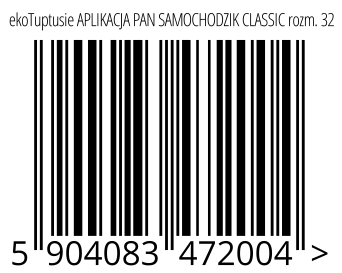 ekoTuptusie APLIKACJA PAN SAMOCHODZIK CLASSIC rozm. 32
5 904083 472004 >